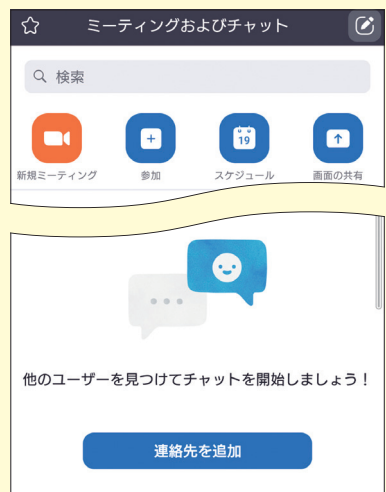 ミーティングおよびチャット
検索
19
新規ミーティング 参加 スケジュール 画面の共有
他のユーザーを見つけてチャットを開始しましょう！
連絡先を追加